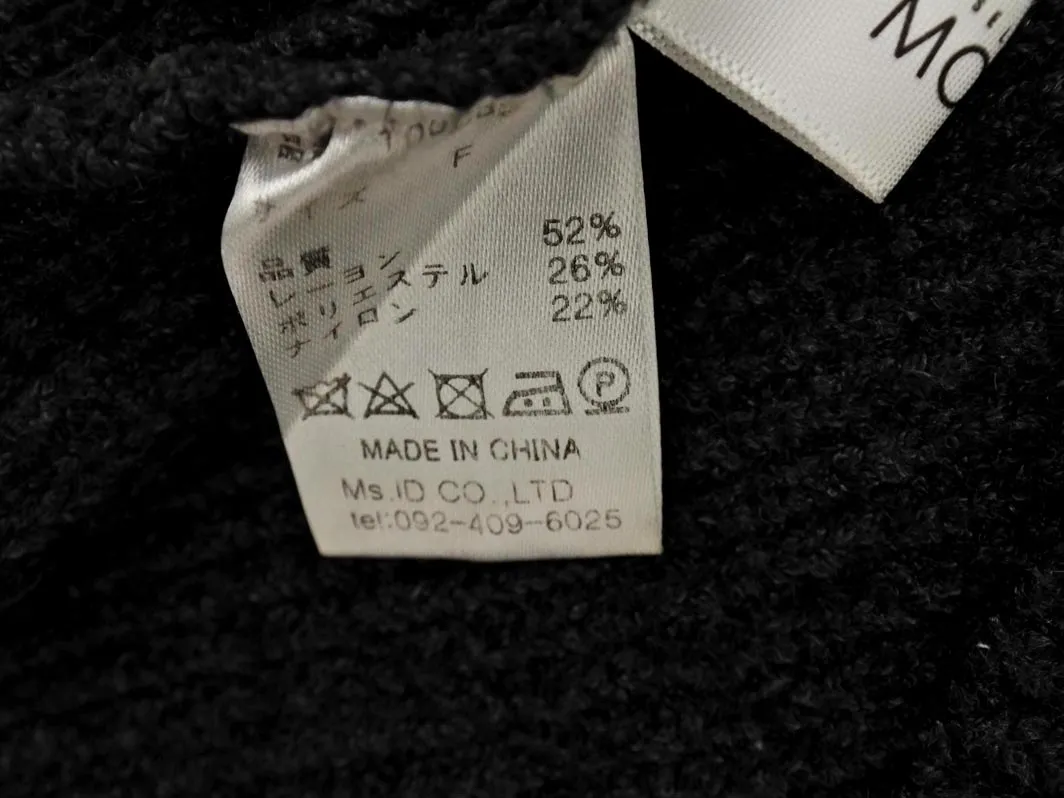 MO
F
サイズ
品質
レーヨン 52%
ポリエステル 26%
ナイロン 22%
P
MADE IN CHINA
Ms.ID CO.,LTD
tel:092-409-6025